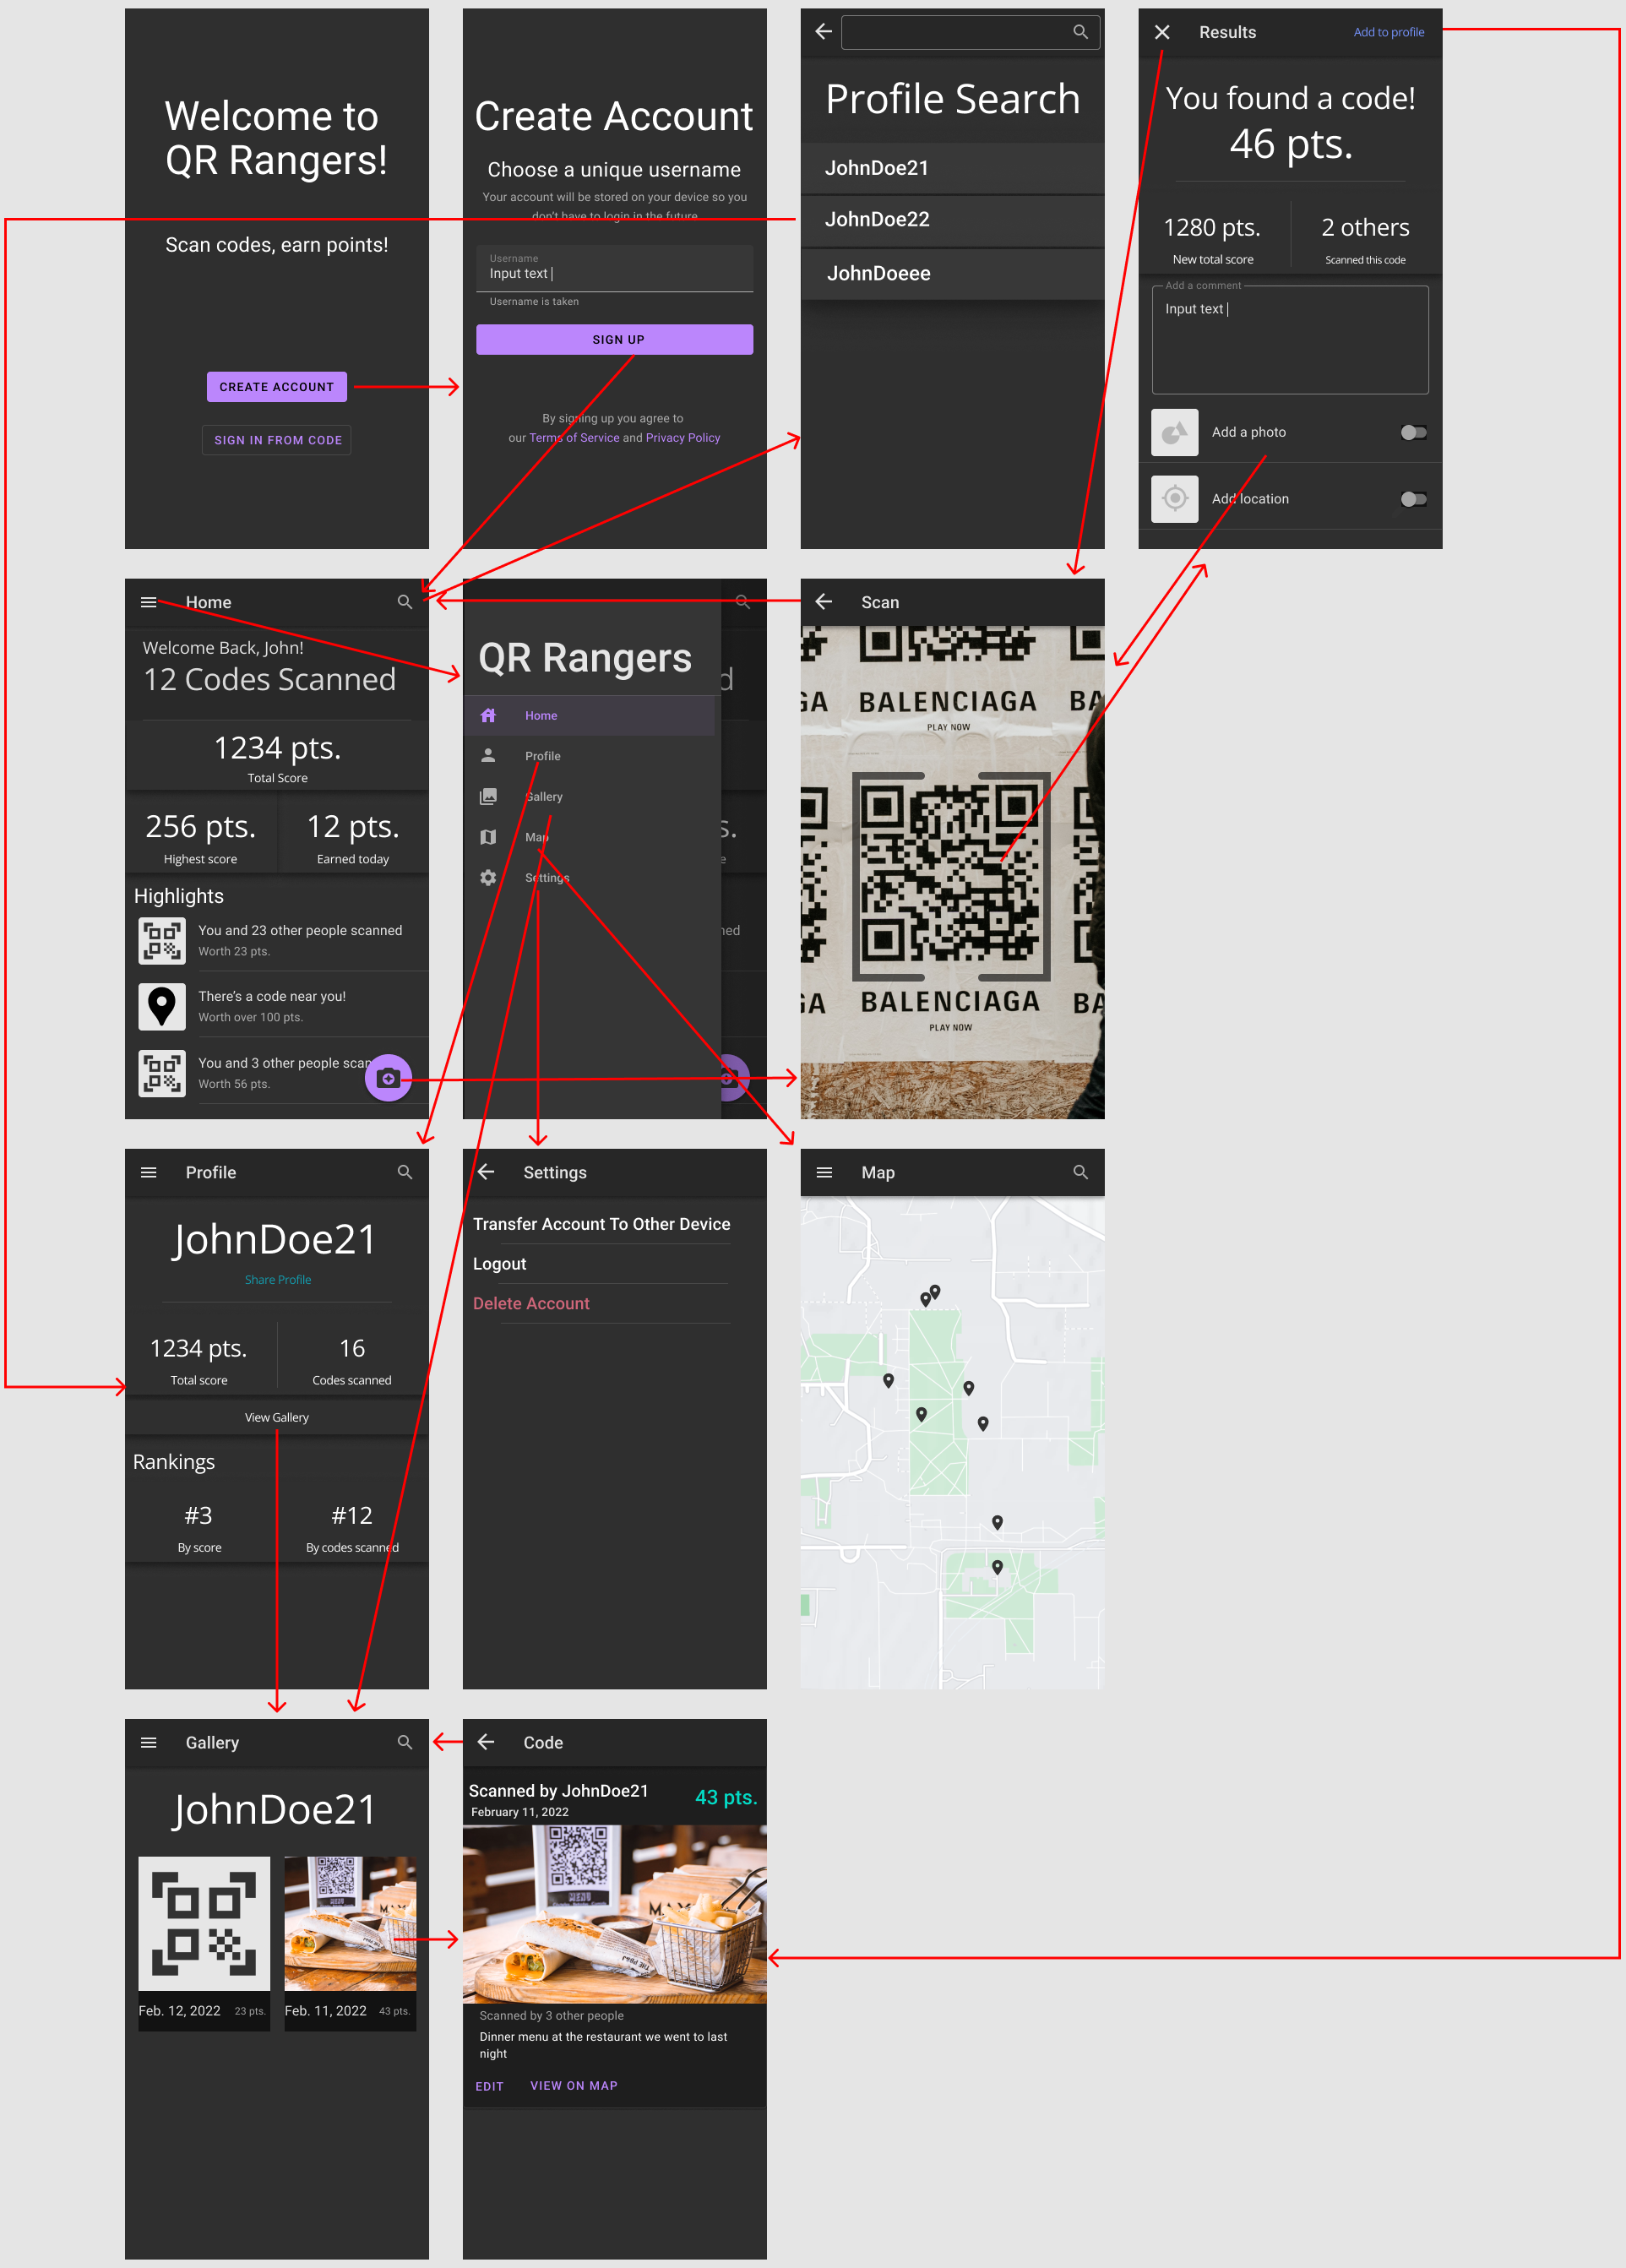 Welcome to
QR Rangers!
Scan codes, earn points!
CREATE ACCOUNT
SIGN IN FROM CODE
Create Account
Choose a unique username
Your account will be stored on your device so you
don't have to login in the future
Username
Input text
Username is taken
SIGN UP
By signing up you agree to
our Terms of Service and Privacy Policy
Profile Search
JohnDoe21
JohnDoe22
JohnDoeee
Results
Add to profile
You found a code!
46 pts.
1280 pts.
New total score
2 others
Scanned this code
Add a comment
Input text
Add a photo
Add location
Home
Welcome Back, John!
12 Codes Scanned
1234 pts.
Total Score
256 pts.
Highest score
12 pts.
Earned today
Highlights
You and 23 other people scanned
Worth 23 pts.
There's a code near you!
Worth over 100 pts.
You and 3 other people scan
Worth 56 pts.
QR Rangers
d
Home
Profile
Gallery
Map
Settings
s.
e
ned
Scan
GA
BALENCIAGA
BA
PLAY NOW
GA
BALENCIAGA
BA
PLAY NOW
Profile
JohnDoe21
Share Profile
1234 pts.
Total score
16
Codes scanned
View Gallery
Rankings
#3
By score
#12
By codes scanned
Settings
Transfer Account To Other Device
Logout
Delete Account
Map
Gallery
JohnDoe21
Feb. 12, 2022
23 pts.
Feb. 11, 2022
43 pts.
Code
Scanned by JohnDoe21
February 11, 2022
43 pts.
MENU
Scanned by 3 other people
Dinner menu at the restaurant we went to last
night
EDIT
VIEW ON MAP